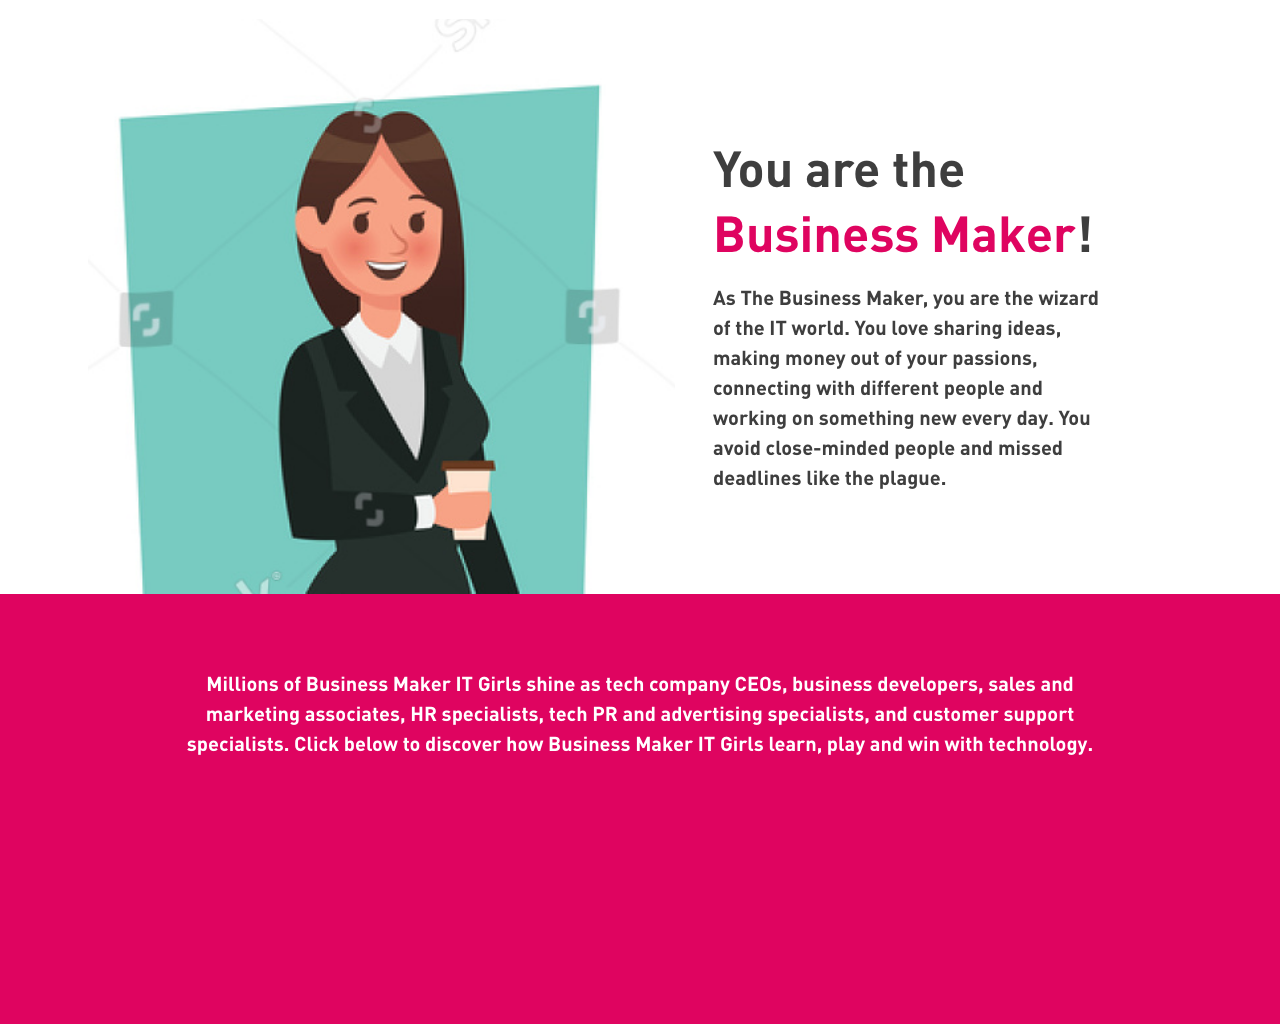 You are the
Business Maker!
As The Business Maker, you are the wizard
of the IT world. You love sharing ideas,
making money out of your passions,
connecting with different people and
working on something new every day. You
avoid close-minded people and missed
deadlines like the plague.
Millions of Business Maker IT Girls shine as tech company CEOs, business developers, sales and
marketing associates, HR specialists, tech PR and advertising specialists, and customer support
specialists. Click below to discover how Business Maker IT Girls learn, play and win with technology.